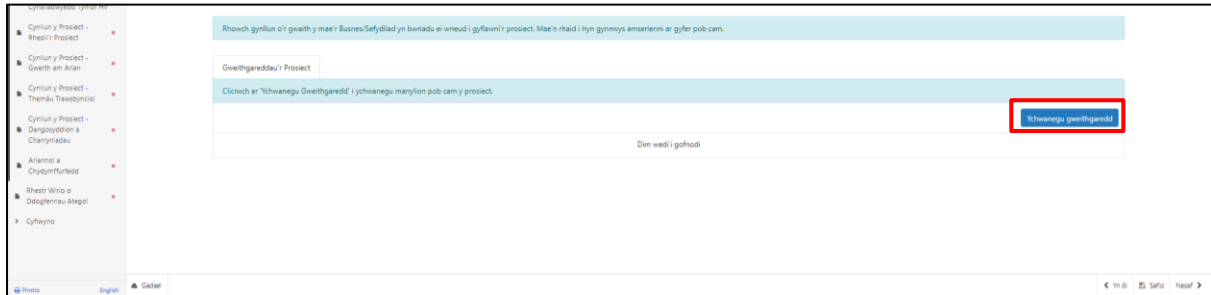 Cynaliadwyedd Tymor Hir
Cynllun y Prosiect -
Rheoli'r Prosiect
Cynllun y Prosiect -
Gwerth am Arian
Cynllun y Prosiect -
Themâu Trawsbynciol
Cynllun y Prosiect -
Dangosyddion a
Chanlyniadau
Ariannol a
Chydymffurfedd
Rhestr Wirio o
Ddogfennau Ategol
Cyflwyno
Printio English
Rhowch gynllun o'r gwaith y mae'r Busnes/Sefydliad yn bwriadu ei wneud i gyflawni'r prosiect. Mae'n rhaid i hyn gynnwys amserlenni ar gyfer pob cam.
Gweithgareddau'r Prosiect
Cliciwch ar 'Ychwanegu Gweithgaredd' i ychwanegu manylion pob cam y prosiect.
Ychwanegu gweithgaredd
Dim wedi'i gofnodi
Gadael
Yn ôl Safio Nesaf